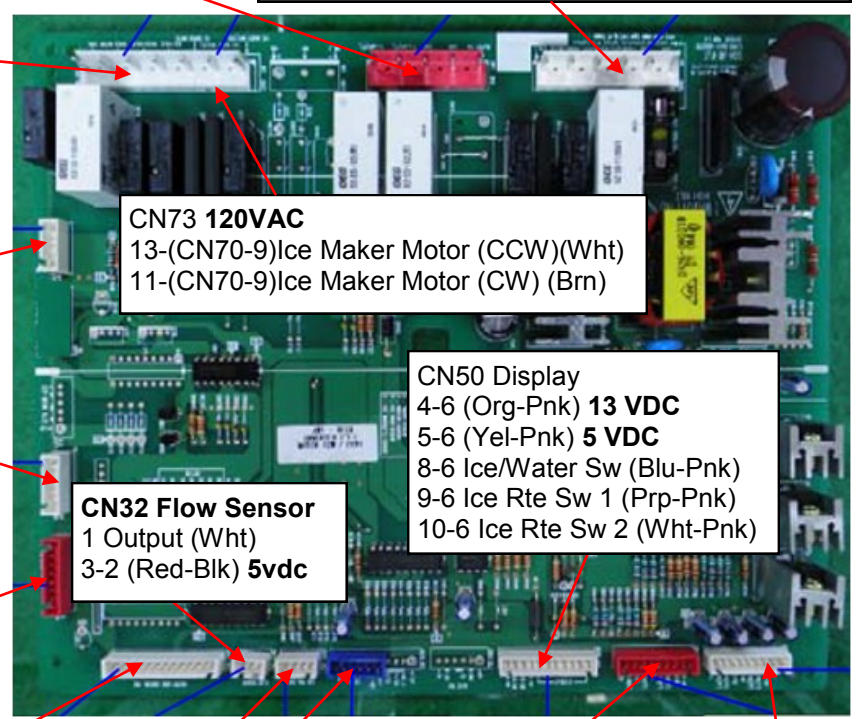 CN73 120VAC
13-(CN70-9)Ice Maker Motor (CCW)(Wht)
11-(CN70-9)Ice Maker Motor (CW) (Brn)
CN50 Display
4-6 (Org-Pnk) 13 VDC
5-6 (Yel-Pnk) 5 VDC
8-6 Ice/Water Sw (Blu-Pnk)
9-6 Ice Rte Sw 1 (Prp-Pnk)
10-6 Ice Rte Sw 2 (Wht-Pnk)
CN32 Flow Sensor
1 Output (Wht)
3-2 (Red-Blk) 5vdc